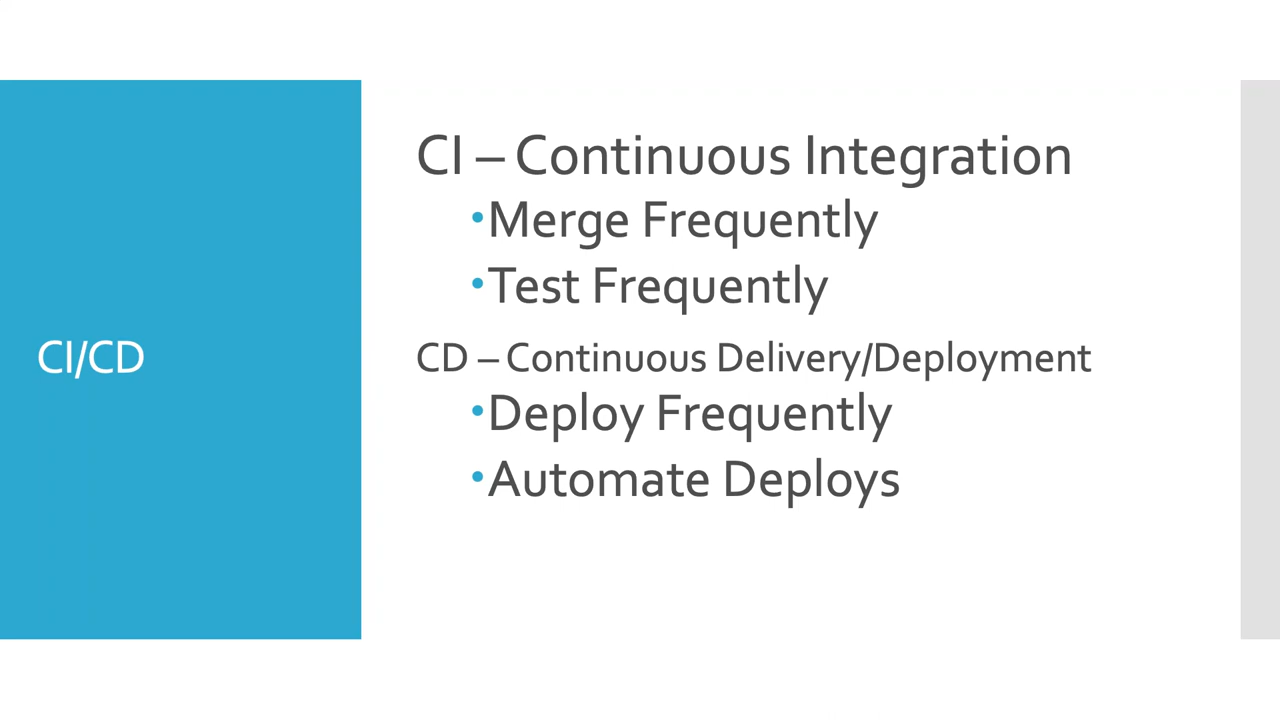 CI/CD
CI – Continuous Integration
•Merge Frequently
•Test Frequently
CD – Continuous Delivery/Deployment
•Deploy Frequently
•Automate Deploys